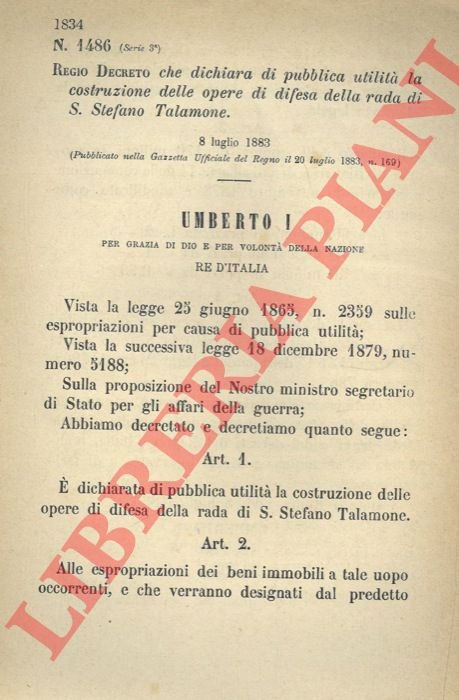 1834
N. 1486 (Serie 3ª)
REGIO DECRETO che dichiara di pubblica utilità la
costruzione delle opere di difesa della rada di
S. Stefano Talamone.
8 luglio 1883
(Pubblicato nella Gazzetta Ufficiale del Regno il 20 luglio 1883, n. 169)
UMBERTO I
PER GRAZIA DI DIO E PER VOLONTÀ DELLA NAZIONE
RE D'ITALIA
Vista la legge 25 giugno 1865, n. 2359 sulle
espropriazioni per causa di pubblica utilità;
Vista la successiva legge 18 dicembre 1879, nu-
mero 5188;
Sulla proposizione del Nostro ministro segretario
di Stato per gli affari della guerra;
Abbiamo decretato e decretiamo quanto segue:
Art. 1.
È dichiarata di pubblica utilità la costruzione delle
opere di difesa della rada di S. Stefano Talamone.
Art. 2.
Alle espropriazioni dei beni immobili a tale uopo
occorrenti, e che verranno designati dal predetto
LIBRERIA PIANI